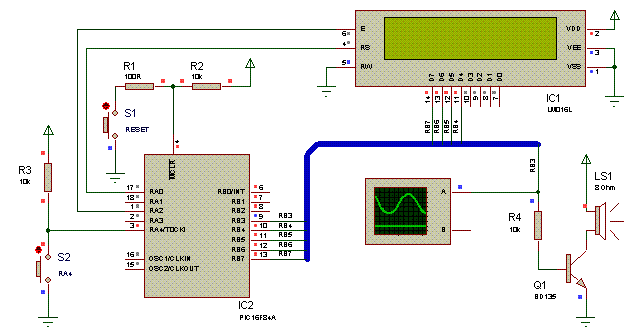 E
6
RS
4
R/W
5
VDD
2
VEE
3
VSS
1
D7
D6
D5
D4
D3
D2
D1
D0
14
13
12
11
10
9
8
7
IC1
LM016L
RB7
RB6
RB5
RB4
R1
100R
R2
10k
S1
RESET
4
MCLR
R3
10k
S2
RA4
17
RA0
18
RA1
1
RA2
2
RA3
3
RA4/T0CKI
16
OSC1/CLKIN
15
OSC2/CLKOUT
RB0/INT
6
RB1
7
RB2
8
RB3
9
RB3
RB4
10
RB4
RB5
11
RB5
RB6
12
RB6
RB7
13
RB7
IC2
PIC16F84A
A
B
RB3
R4
10k
Q1
BD135
LS1
8 Ohm